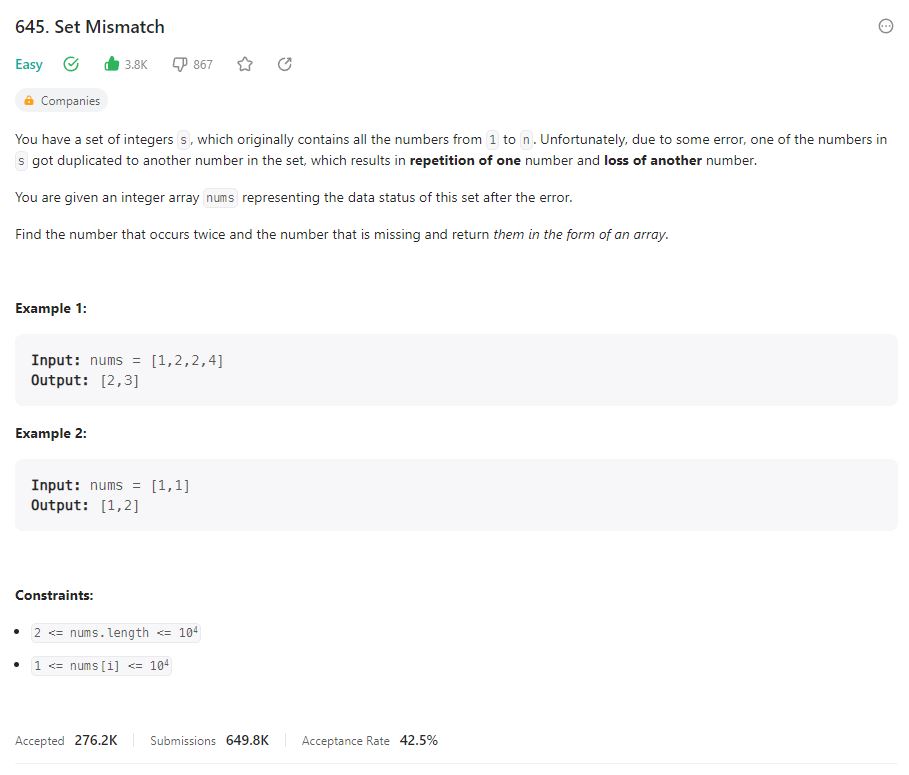 645. Set Mismatch
Easy 3.8K 867
Companies
You have a set of integers s, which originally contains all the numbers from 1 to n. Unfortunately, due to some error, one of the numbers in
s got duplicated to another number in the set, which results in repetition of one number and loss of another number.
You are given an integer array nums representing the data status of this set after the error.
Find the number that occurs twice and the number that is missing and return them in the form of an array.
Example 1:
Input: nums = [1,2,2,4]
Output: [2,3]
Example 2:
Input: nums = [1,1]
Output: [1,2]
Constraints:
• 2 <= nums.length <= 10⁴
• 1 <= nums[i] <= 10⁴
Accepted 276.2K Submissions 649.8K Acceptance Rate 42.5%